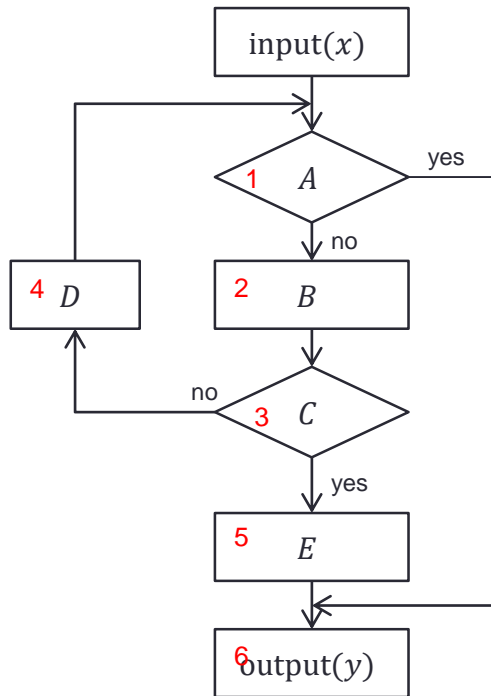 input(x)
yes
1 A
no
4 D
2 B
no
3 C
yes
5 E
6 output(y)